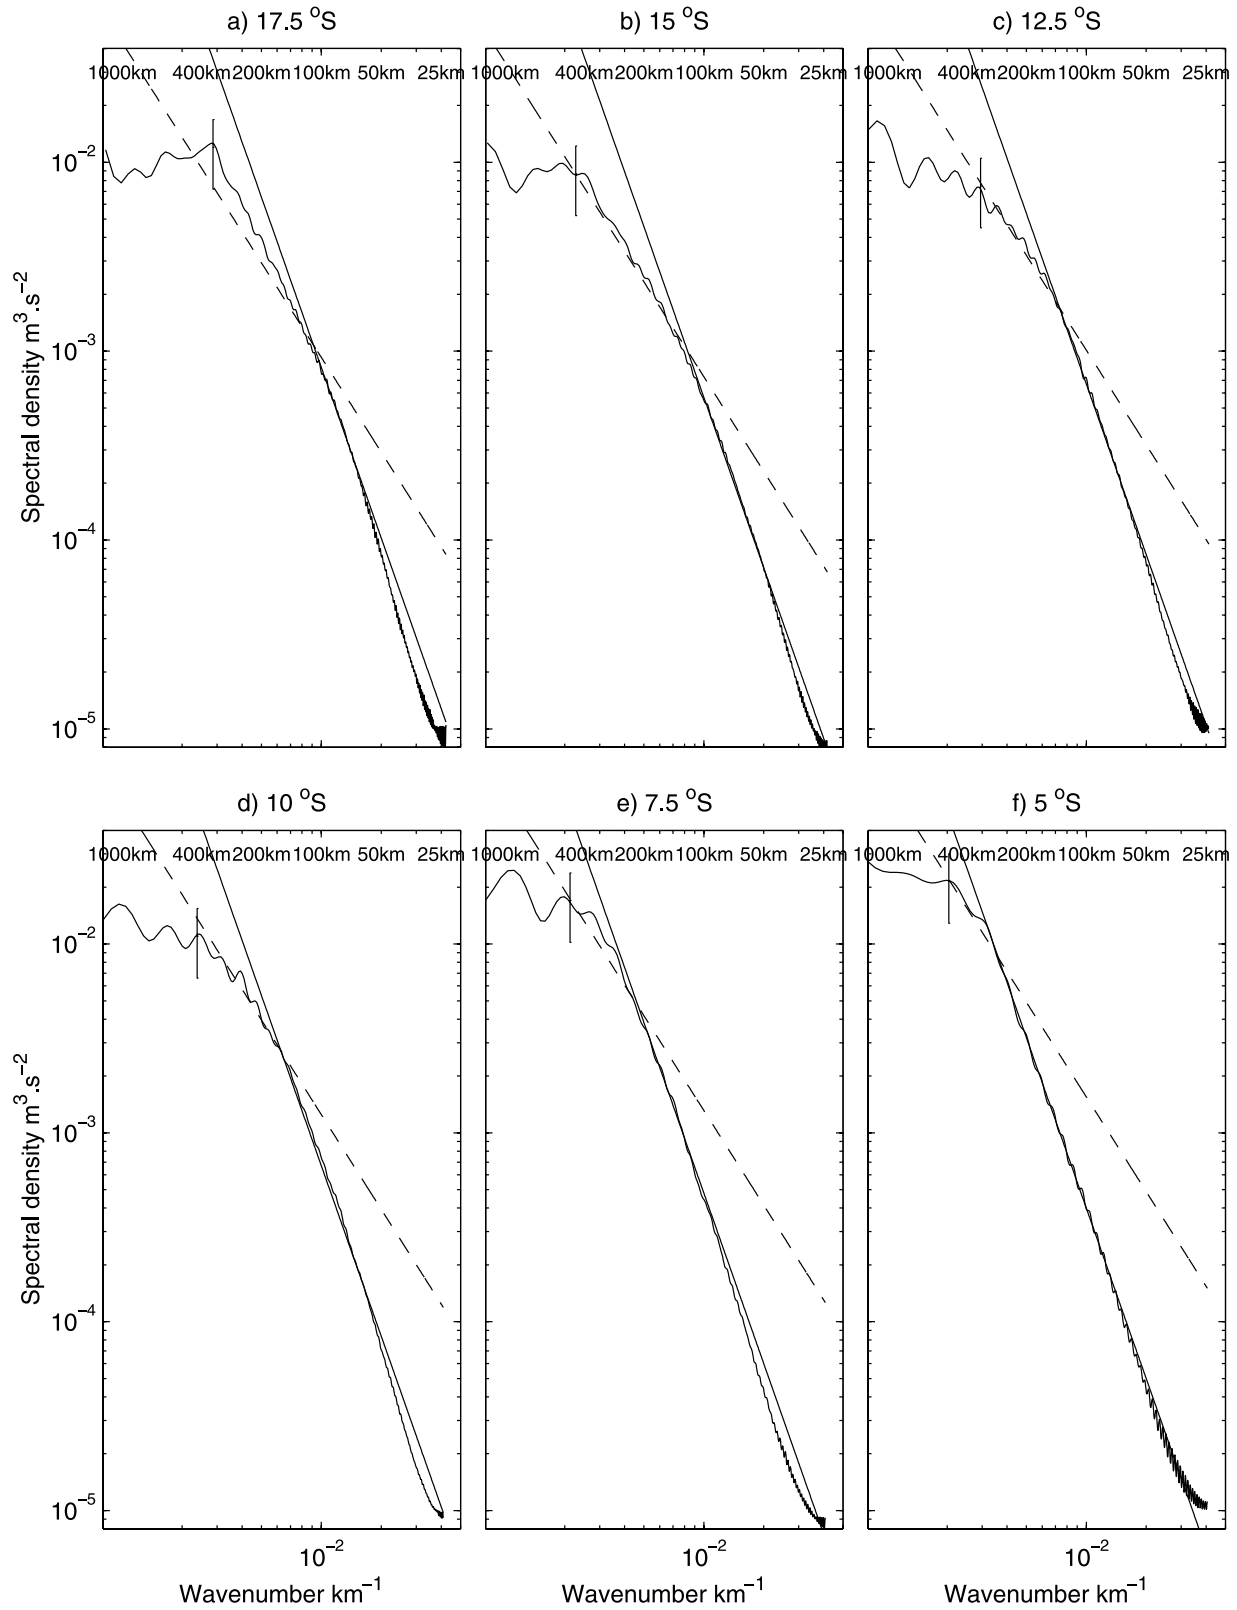 a) 17.5 °S
b) 15 °S
c) 12.5 °S
1000km 400km 200km 100km 50km 25km
1000km 400km 200km 100km 50km 25km
1000km 400km 200km 100km 50km 25km
10⁻²
10⁻³
10⁻⁴
10⁻⁵
Spectral density m³.s⁻²
d) 10 °S
e) 7.5 °S
f) 5 °S
1000km 400km 200km 100km 50km 25km
1000km 400km 200km 100km 50km 25km
1000km 400km 200km 100km 50km 25km
10⁻²
10⁻³
10⁻⁴
10⁻⁵
Spectral density m³.s⁻²
10⁻² 10⁻² 10⁻²
Wavenumber km⁻¹ Wavenumber km⁻¹ Wavenumber km⁻¹